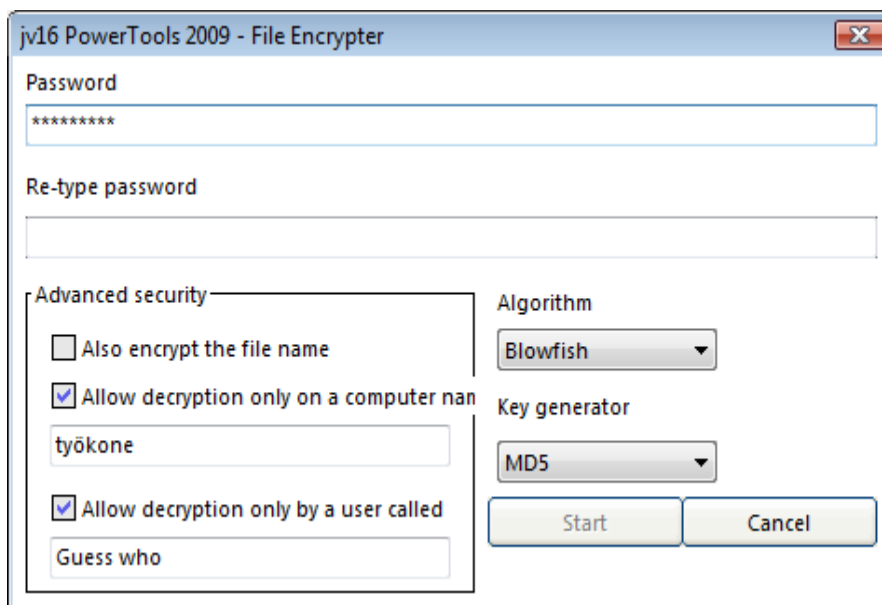 jv16 PowerTools 2009 - File Encrypter
Password
*********
Re-type password
Advanced security
Also encrypt the file name
Allow decryption only on a computer nam
työkone
Allow decryption only by a user called
Guess who
Algorithm
Blowfish
Key generator
MD5
Start
Cancel